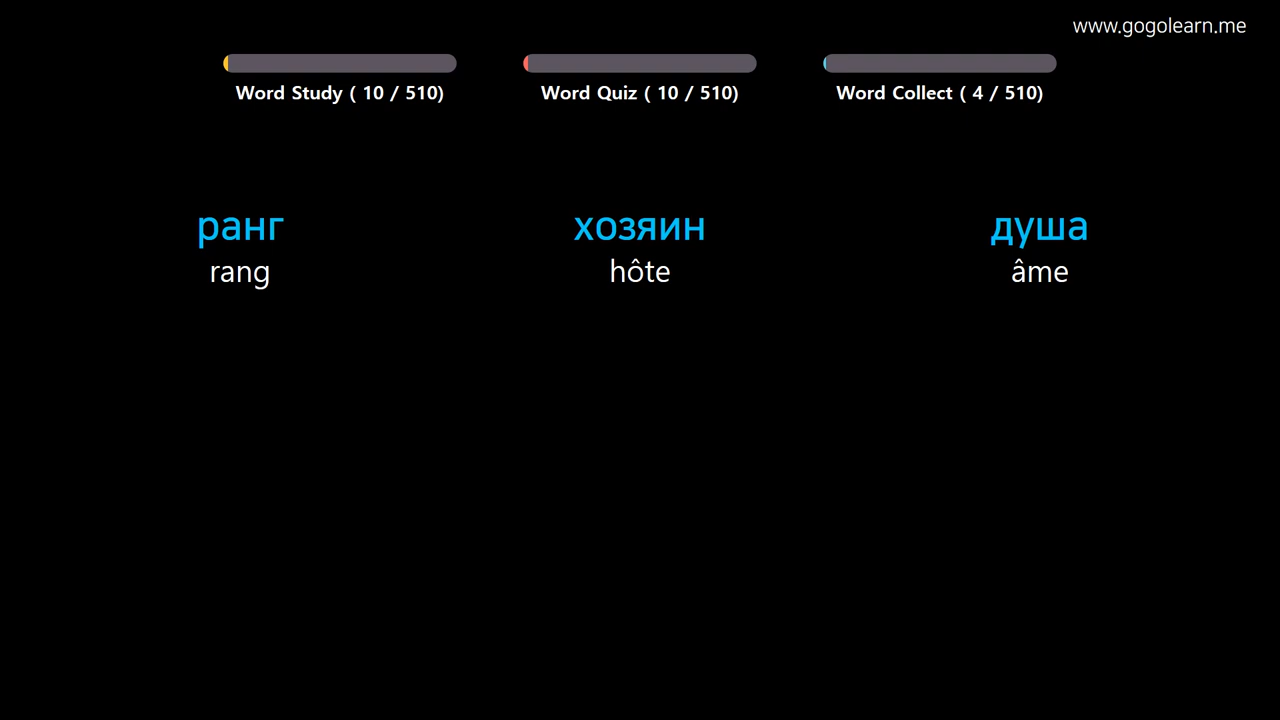 www.gogolearn.me
Word Study ( 10 / 510)
Word Quiz ( 10 / 510)
Word Collect ( 4 / 510)
ранг
хозяин
душа
rang
hôte
âme